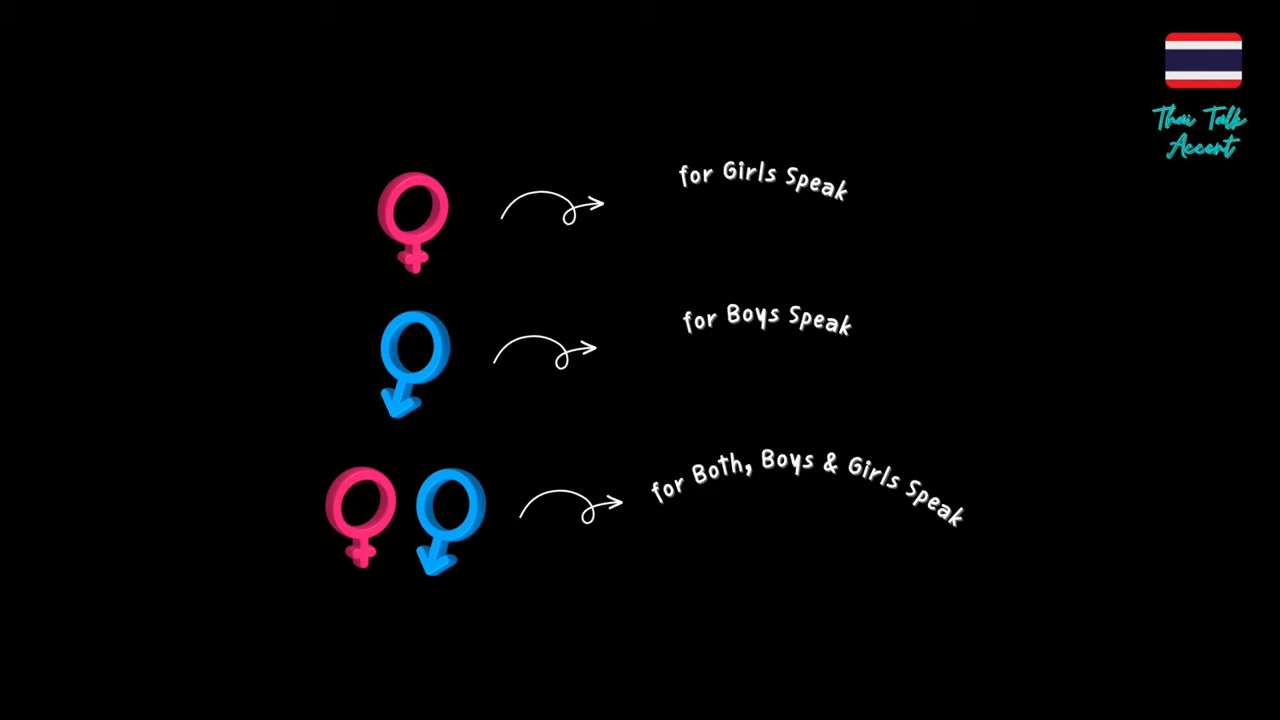 Thai Talk
Accent
for Girls Speak
for Boys Speak
for Both, Boys & Girls Speak